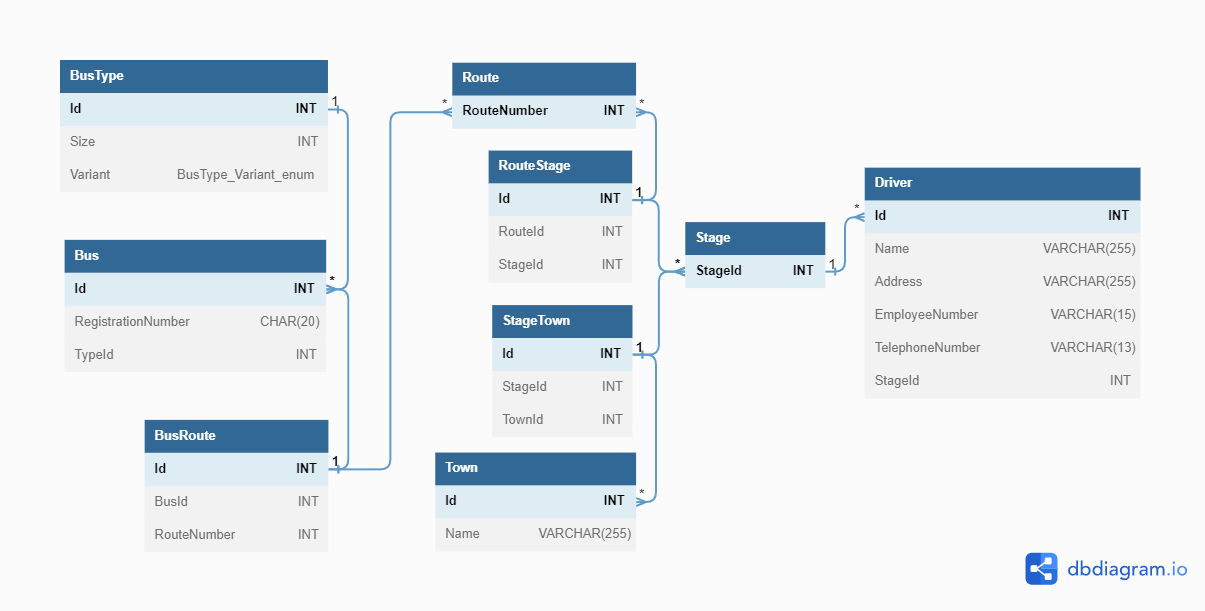 BusType
Id INT
Size INT
Variant BusType_Variant_enum
1
Bus
Id INT
RegistrationNumber CHAR(20)
TypeId INT
*
BusRoute
Id INT
BusId INT
RouteNumber INT
1
Route
* RouteNumber INT *
RouteStage
Id INT 1
RouteId INT
StageId INT
StageTown
Id INT 1
StageId INT
TownId INT
Town
Id INT *
Name VARCHAR(255)
Stage
* StageId INT 1
Driver
* Id INT
Name VARCHAR(255)
Address VARCHAR(255)
EmployeeNumber VARCHAR(15)
TelephoneNumber VARCHAR(13)
StageId INT
dbdiagram.io